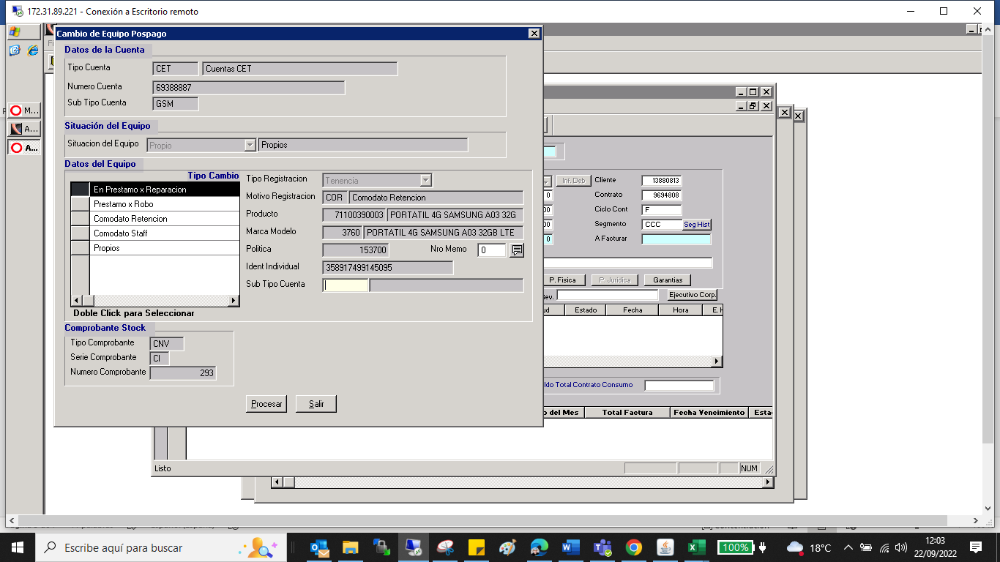 172.31.89.221 - Conexión a Escritorio remoto
Cambio de Equipo Pospago
Datos de la Cuenta
Tipo Cuenta CET Cuentas CET
Numero Cuenta 69388887
Sub Tipo Cuenta GSM
Situación del Equipo
Situacion del Equipo Propio Propios
Datos del Equipo
Tipo Cambio
En Prestamo x Reparacion
Prestamo x Robo
Comodato Retencion
Comodato Staff
Propios
Doble Click para Seleccionar
Tipo Registracion Tenencia
Motivo Registracion COR Comodato Retencion
Producto 71100390003 PORTATIL 4G SAMSUNG A03 32G
Marca Modelo 3760 PORTATIL 4G SAMSUNG A03 32GB LTE
Politica 153700 Nro Memo 0
Ident Individual 358917499145095
Sub Tipo Cuenta
Comprobante Stock
Tipo Comprobante CNV
Serie Comprobante CI
Numero Comprobante 293
Procesar Salir
M...
A...
A...
Inf. Deb Cliente 13880813
0 Contrato 9694808
00 Ciclo Cont F
00 Segmento CCC Seg Hist
0 A Facturar
P. Fisica P. Juridica Garantias
Ejecutivo Corp.
ud Estado Fecha Hora E. H
ldo Total Contrato Consumo
o del Mes Total Factura Fecha Vencimiento Esta
Listo NUM
Escribe aquí para buscar
100% 18°C 12:03
22/09/2022